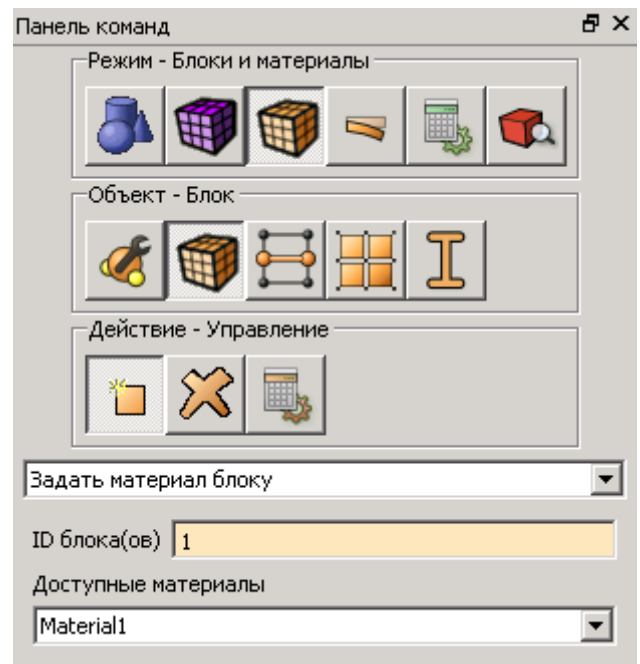 Панель команд
Режим - Блоки и материалы
Объект - Блок
Действие - Управление
Задать материал блоку
ID блока(ов) 1
Доступные материалы
Material1